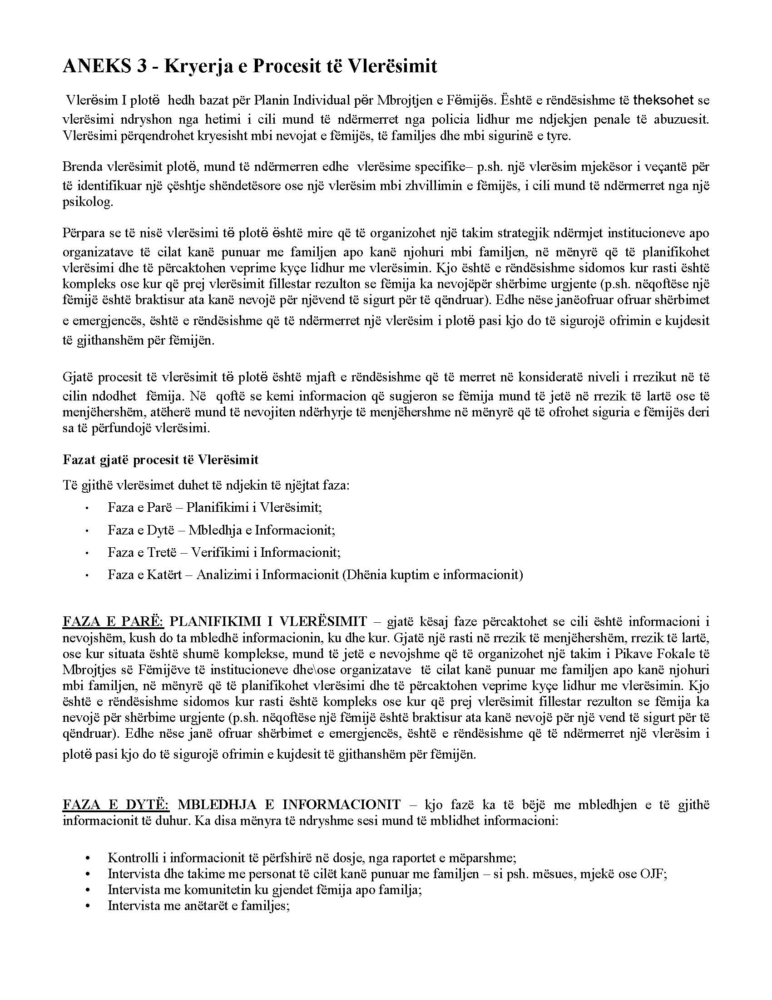 ANEKS 3 - Kryerja e Procesit të Vlerësimit
Vlerësim I plotë hedh bazat për Planin Individual për Mbrojtjen e Fëmijës. Është e rëndësishme të theksohet se
vlerësimi ndryshon nga hetimi i cili mund të ndërmerret nga policia lidhur me ndjekjen penale të abuzuesit.
Vlerësimi përqendrohet kryesisht mbi nevojat e fëmijës, të familjes dhe mbi sigurinë e tyre.
Brenda vlerësimit plotë, mund të ndërmerren edhe vlerësime specifike– p.sh. një vlerësim mjekësor i veçantë për
të identifikuar një çështje shëndetësore ose një vlerësim mbi zhvillimin e fëmijës, i cili mund të ndërmerret nga një
psikolog.
Përpara se të nisë vlerësimi të plotë është mire që të organizohet një takim strategjik ndërmjet institucioneve apo
organizatave të cilat kanë punuar me familjen apo kanë njohuri mbi familjen, në mënyrë që të planifikohet
vlerësimi dhe të përcaktohen veprime kyçe lidhur me vlerësimin. Kjo është e rëndësishme sidomos kur rasti është
kompleks ose kur që prej vlerësimit fillestar rezulton se fëmija ka nevojëpër shërbime urgjente (p.sh. nëqoftëse një
fëmijë është braktisur ata kanë nevojë për njëvend të sigurt për të qëndruar). Edhe nëse janëofruar ofruar shërbimet
e emergjencës, është e rëndësishme që të ndërmerret një vlerësim i plotë pasi kjo do të sigurojë ofrimin e kujdesit
të gjithanshëm për fëmijën.
Gjatë procesit të vlerësimit të plotë është mjaft e rëndësishme që të merret në konsideratë niveli i rrezikut në të
cilin ndodhet fëmija. Në qoftë se kemi informacion që sugjeron se fëmija mund të jetë në rrezik të lartë ose të
menjëhershëm, atëherë mund të nevojiten ndërhyrje të menjëhershme në mënyrë që të ofrohet siguria e fëmijës deri
sa të përfundojë vlerësimi.
Fazat gjatë procesit të Vlerësimit
Të gjithë vlerësimet duhet të ndjekin të njëjtat faza:
• Faza e Parë – Planifikimi i Vlerësimit;
• Faza e Dytë – Mbledhja e Informacionit;
• Faza e Tretë – Verifikimi i Informacionit;
• Faza e Katërt – Analizimi i Informacionit (Dhënia kuptim e informacionit)
FAZA E PARË: PLANIFIKIMI I VLERËSIMIT – gjatë kësaj faze përcaktohet se cili është informacioni i
nevojshëm, kush do ta mbledhë informacionin, ku dhe kur. Gjatë një rasti në rrezik të menjëhershëm, rrezik të lartë,
ose kur situata është shumë komplekse, mund të jetë e nevojshme që të organizohet një takim i Pikave Fokale të
Mbrojtjes së Fëmijëve të institucioneve dhe\ose organizatave të cilat kanë punuar me familjen apo kanë njohuri
mbi familjen, në mënyrë që të planifikohet vlerësimi dhe të përcaktohen veprime kyçe lidhur me vlerësimin. Kjo
është e rëndësishme sidomos kur rasti është kompleks ose kur që prej vlerësimit fillestar rezulton se fëmija ka
nevojë për shërbime urgjente (p.sh. nëqoftëse një fëmijë është braktisur ata kanë nevojë për një vend të sigurt për të
qëndruar). Edhe nëse janë ofruar shërbimet e emergjencës, është e rëndësishme që të ndërmerret një vlerësim i
plotë pasi kjo do të sigurojë ofrimin e kujdesit të gjithanshëm për fëmijën.
FAZA E DYTË: MBLEDHJA E INFORMACIONIT – kjo fazë ka të bëjë me mbledhjen e të gjithë
informacionit të duhur. Ka disa mënyra të ndryshme sesi mund të mblidhet informacioni:
• Kontrolli i informacionit të përfshirë në dosje, nga raportet e mëparshme;
• Intervista dhe takime me personat të cilët kanë punuar me familjen – si psh. mësues, mjekë ose OJF;
• Intervista me komunitetin ku gjendet fëmija apo familja;
• Intervista me anëtarët e familjes;